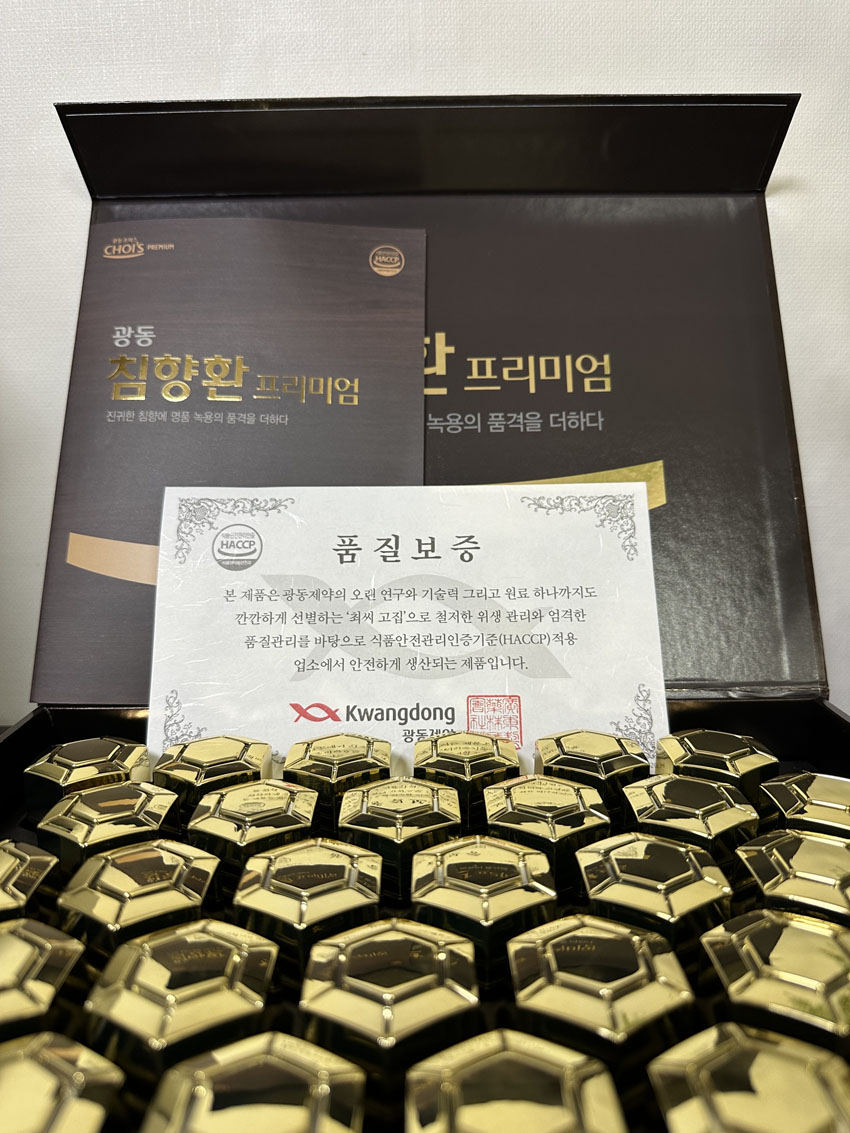 CHOI'S PREMIUM
HACCP
광동
침향환 프리미엄
진귀한 침향에 명품 녹용의 품격을 더하다
환 프리미엄
녹용의 품격을 더하다
HACCP
품질보증
본 제품은 광동제약의 오랜 연구와 기술력 그리고 원료 하나까지도
깐깐하게 선별하는 '최씨 고집'으로 철저한 위생 관리와 엄격한
품질관리를 바탕으로 식품안전관리인증기준(HACCP)적용
업소에서 안전하게 생산되는 제품입니다.
Kwangdong
광동제약